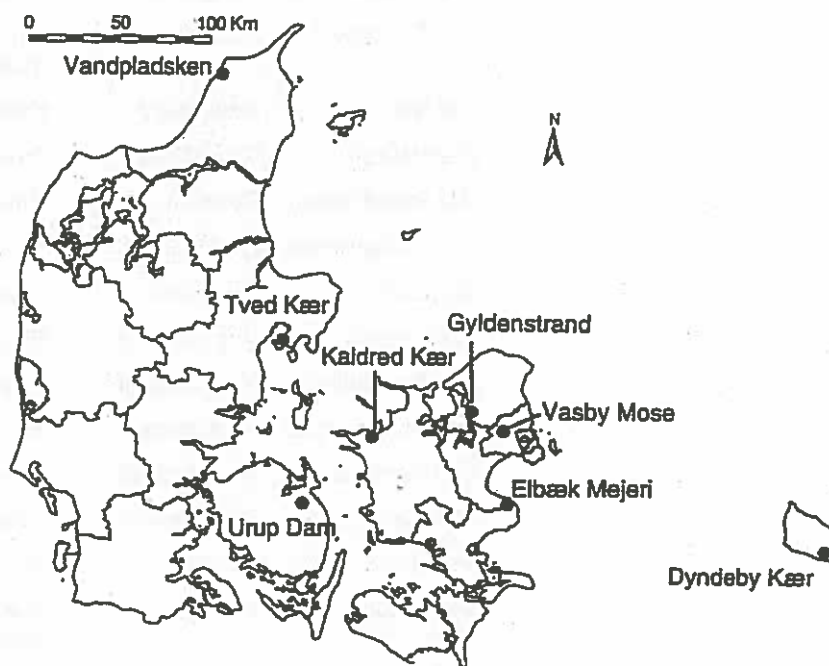 0 50 100 Km
Vandpladsken
N
Tved Kær
Gyldenstrand
Kaldred Kær
Vasby Mose
Elbæk Mejeri
Urup Dam
Dyndeby Kær